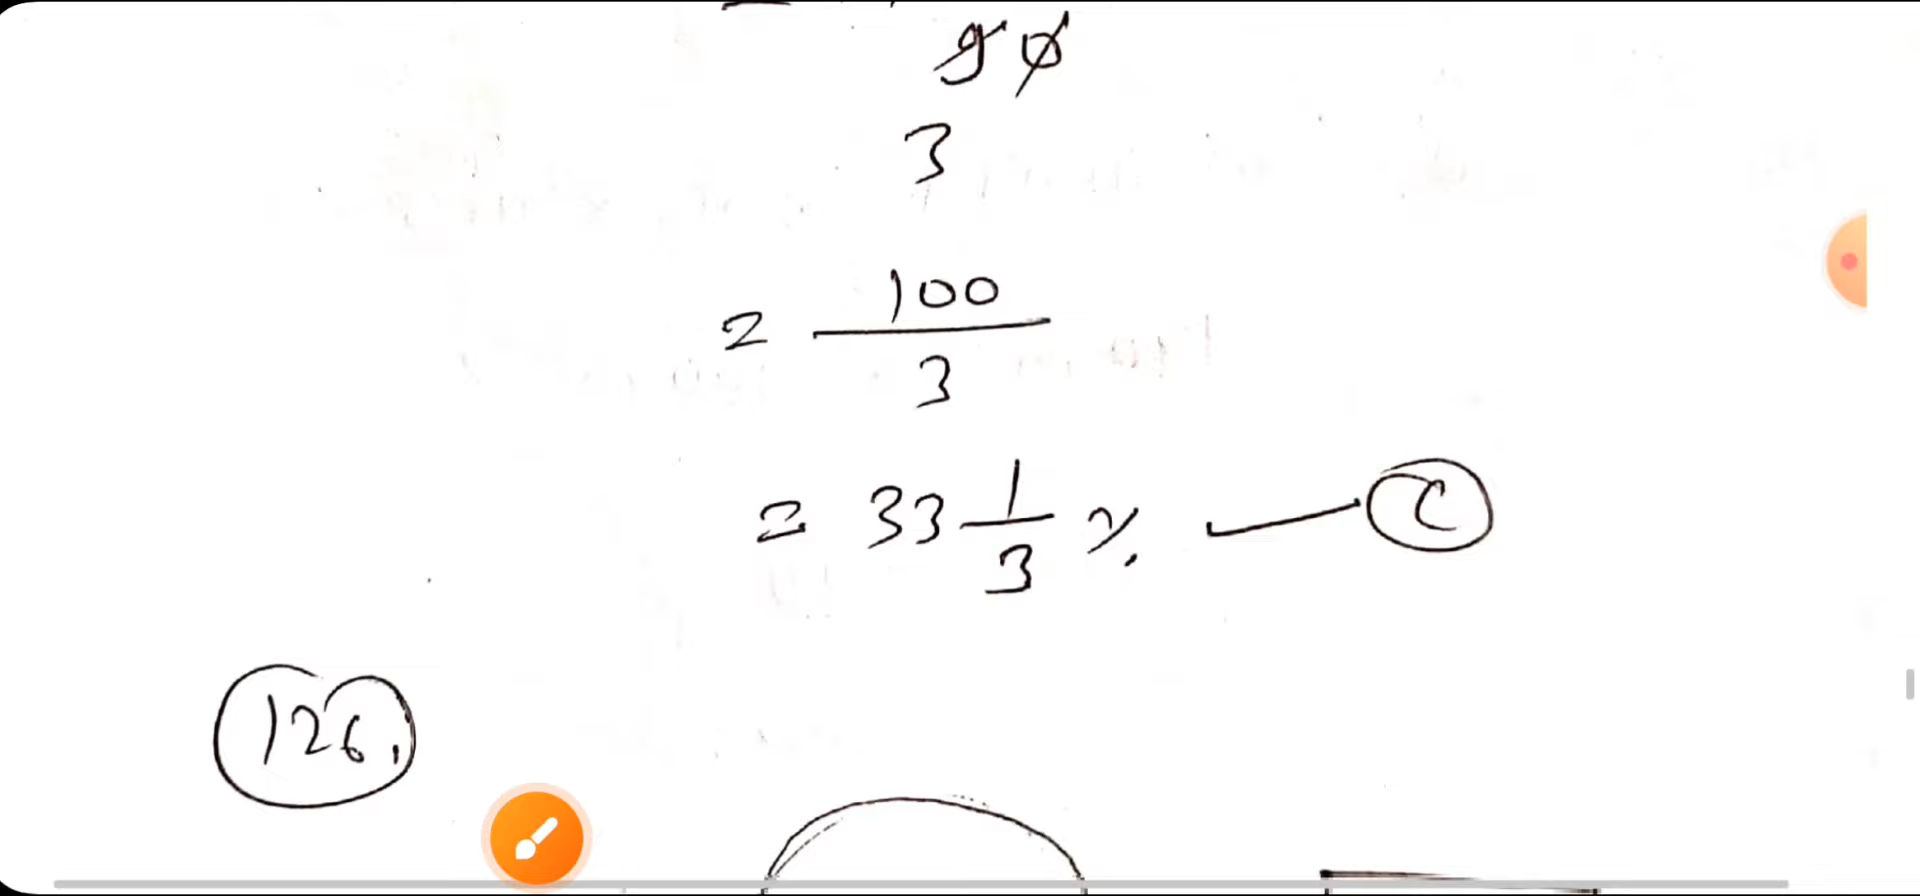 90
3
= 100/3
= 33 1/3 % — C
126.